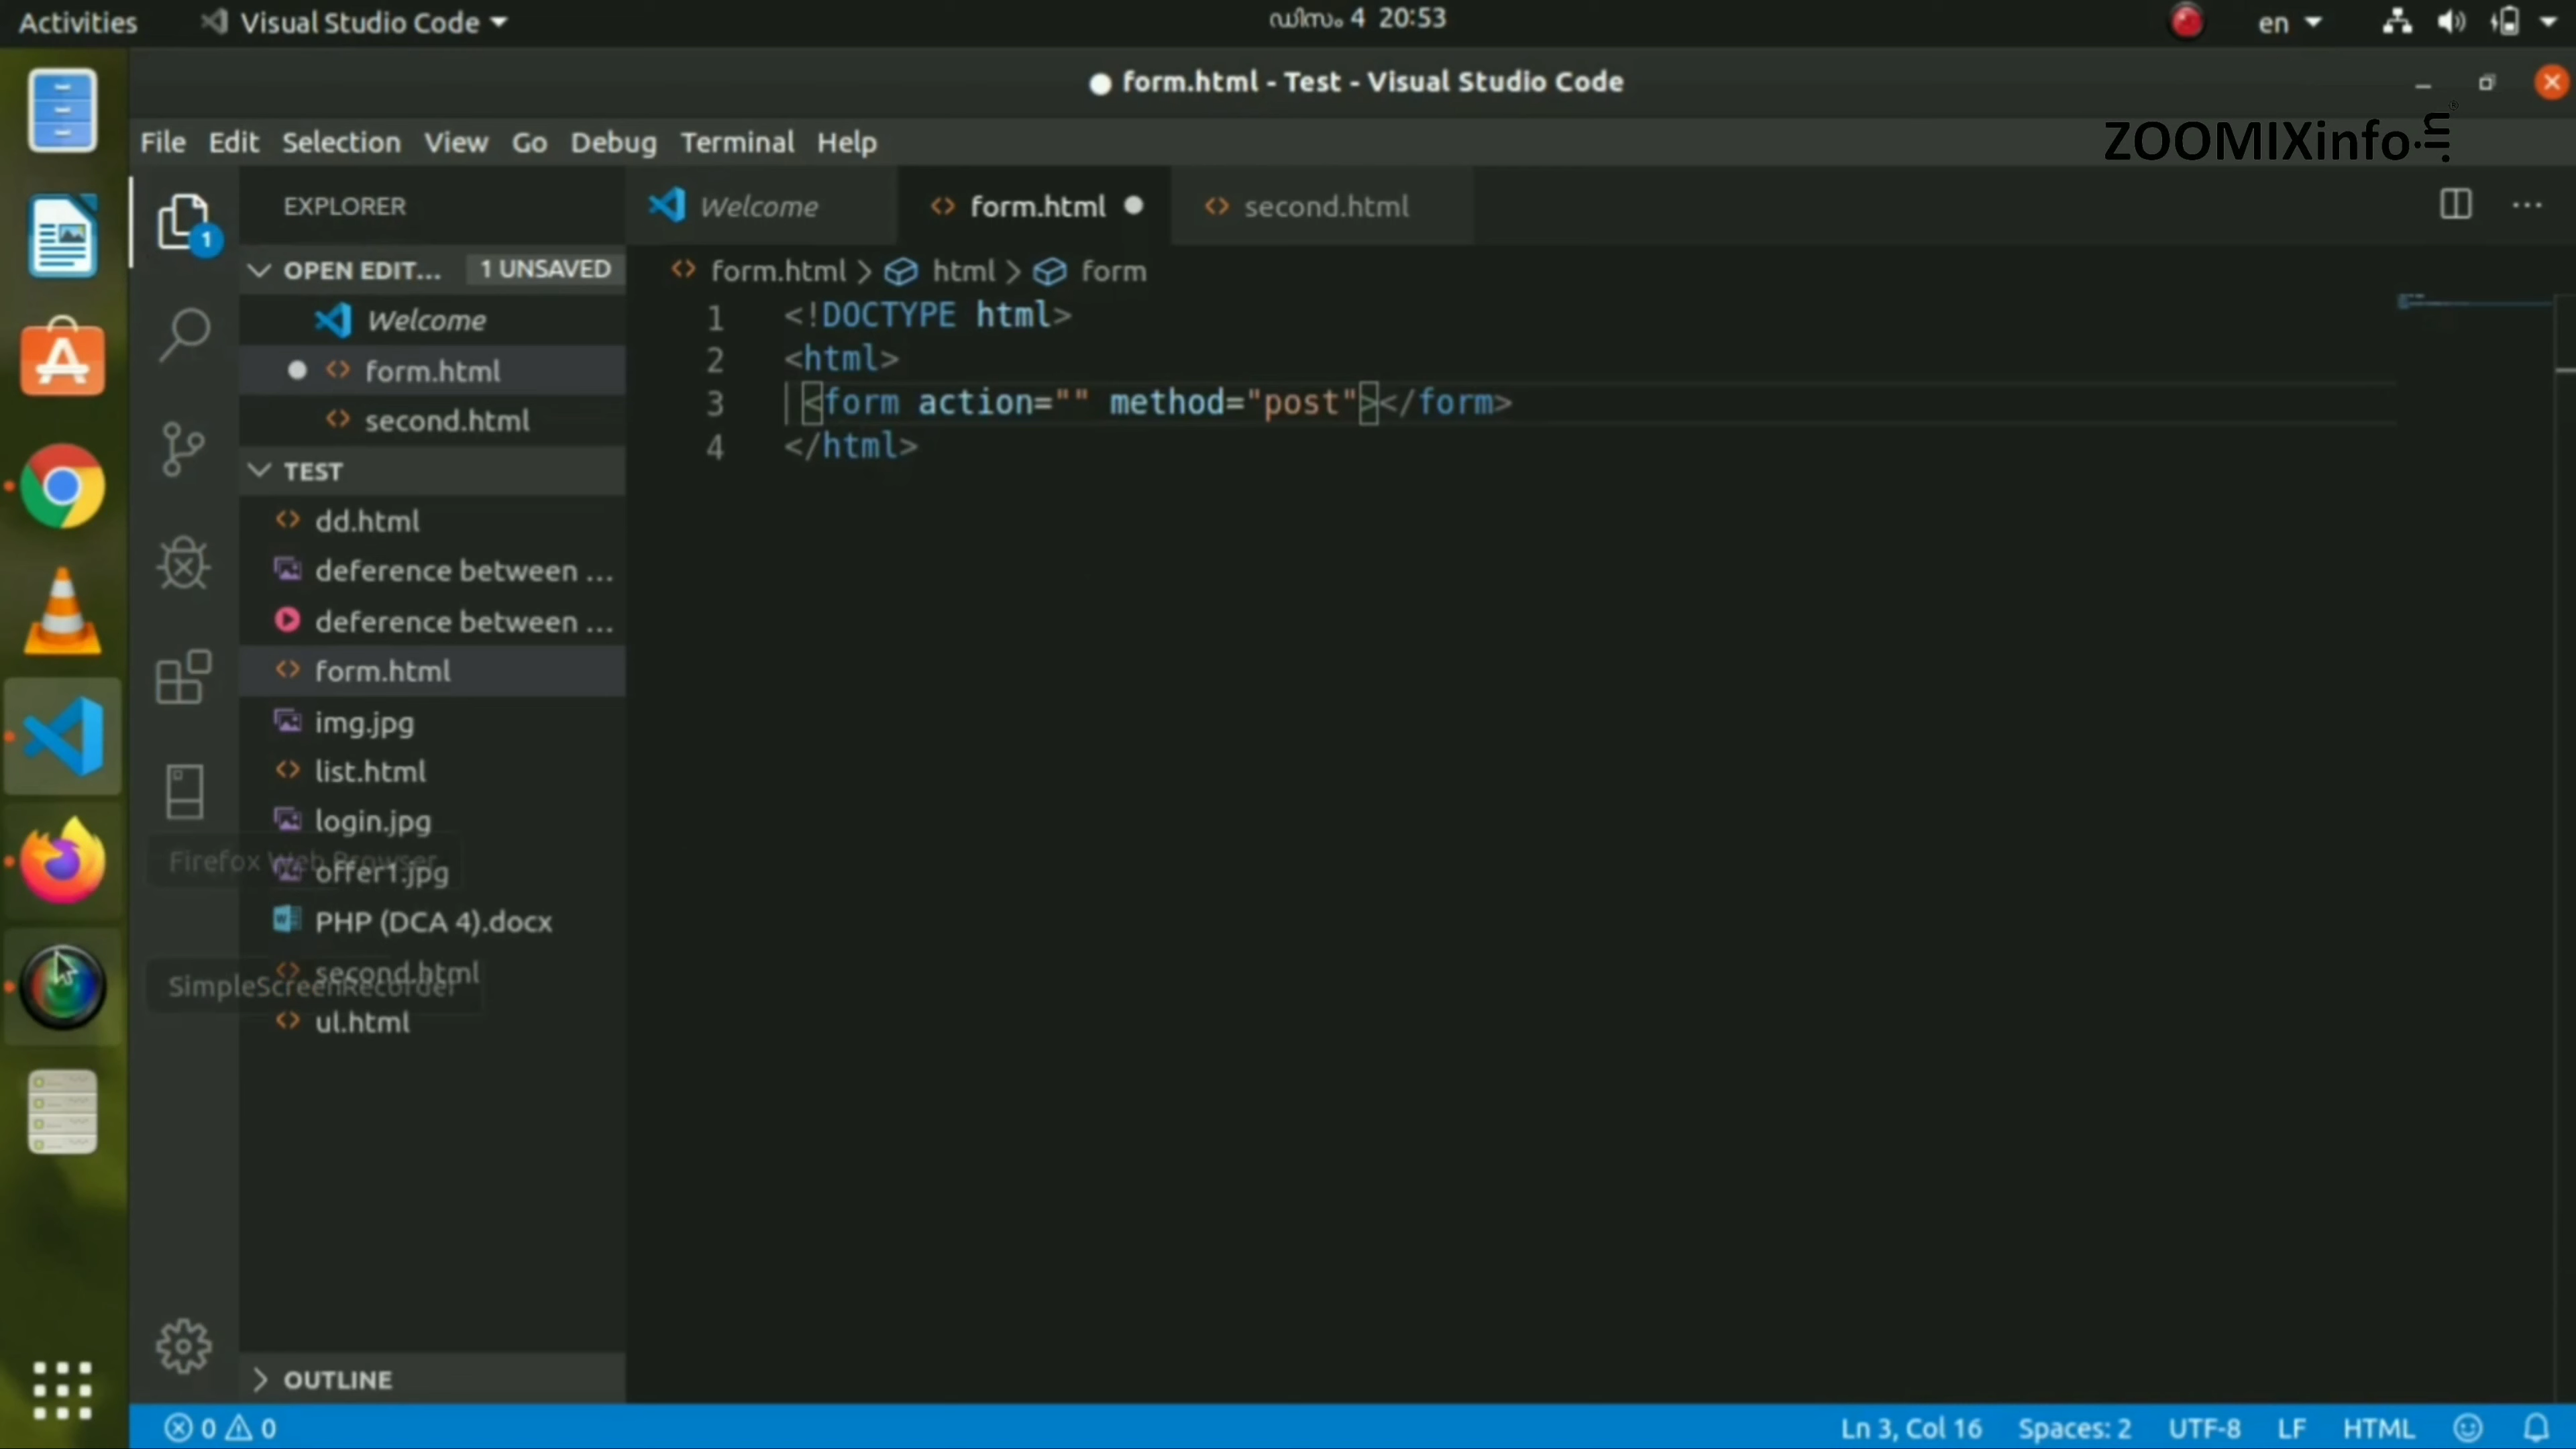 Activities
Visual Studio Code
ഡിസം 4 20:53
en
form.html - Test - Visual Studio Code
File Edit Selection View Go Debug Terminal Help
ZOOMIXinfo.in
EXPLORER
Welcome
form.html
second.html
1
OPEN EDIT... 1 UNSAVED
Welcome
form.html
second.html
TEST
dd.html
deference between ...
deference between ...
form.html
img.jpg
list.html
login.jpg
offer1.jpg
PHP (DCA 4).docx
second.html
ul.html
Firefox Web Browser
SimpleScreenRecorder
OUTLINE
form.html > html > form
1 <!DOCTYPE html>
2 <html>
3 <form action="" method="post"></form>
4 </html>
0 0
Ln 3, Col 16 Spaces: 2 UTF-8 LF HTML